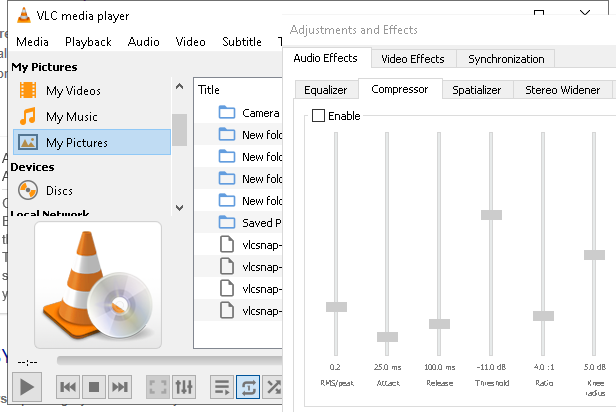 VLC media player
Media Playback Audio Video Subtitle T
My Pictures
My Videos
My Music
My Pictures
Devices
Discs
Local Network
Title
Camera
New fold
New fold
New fold
New fold
Saved P
vlcsnap-
vlcsnap-
vlcsnap-
vlcsnap-
--:--
Adjustments and Effects
Audio Effects Video Effects Synchronization
Equalizer Compressor Spatializer Stereo Widener
Enable
0.2 25.0 ms 100.0 ms -11.0 dB 4.0 :1 5.0 dB
RMS/peak Attack Release Threshold Ratio Knee
radius